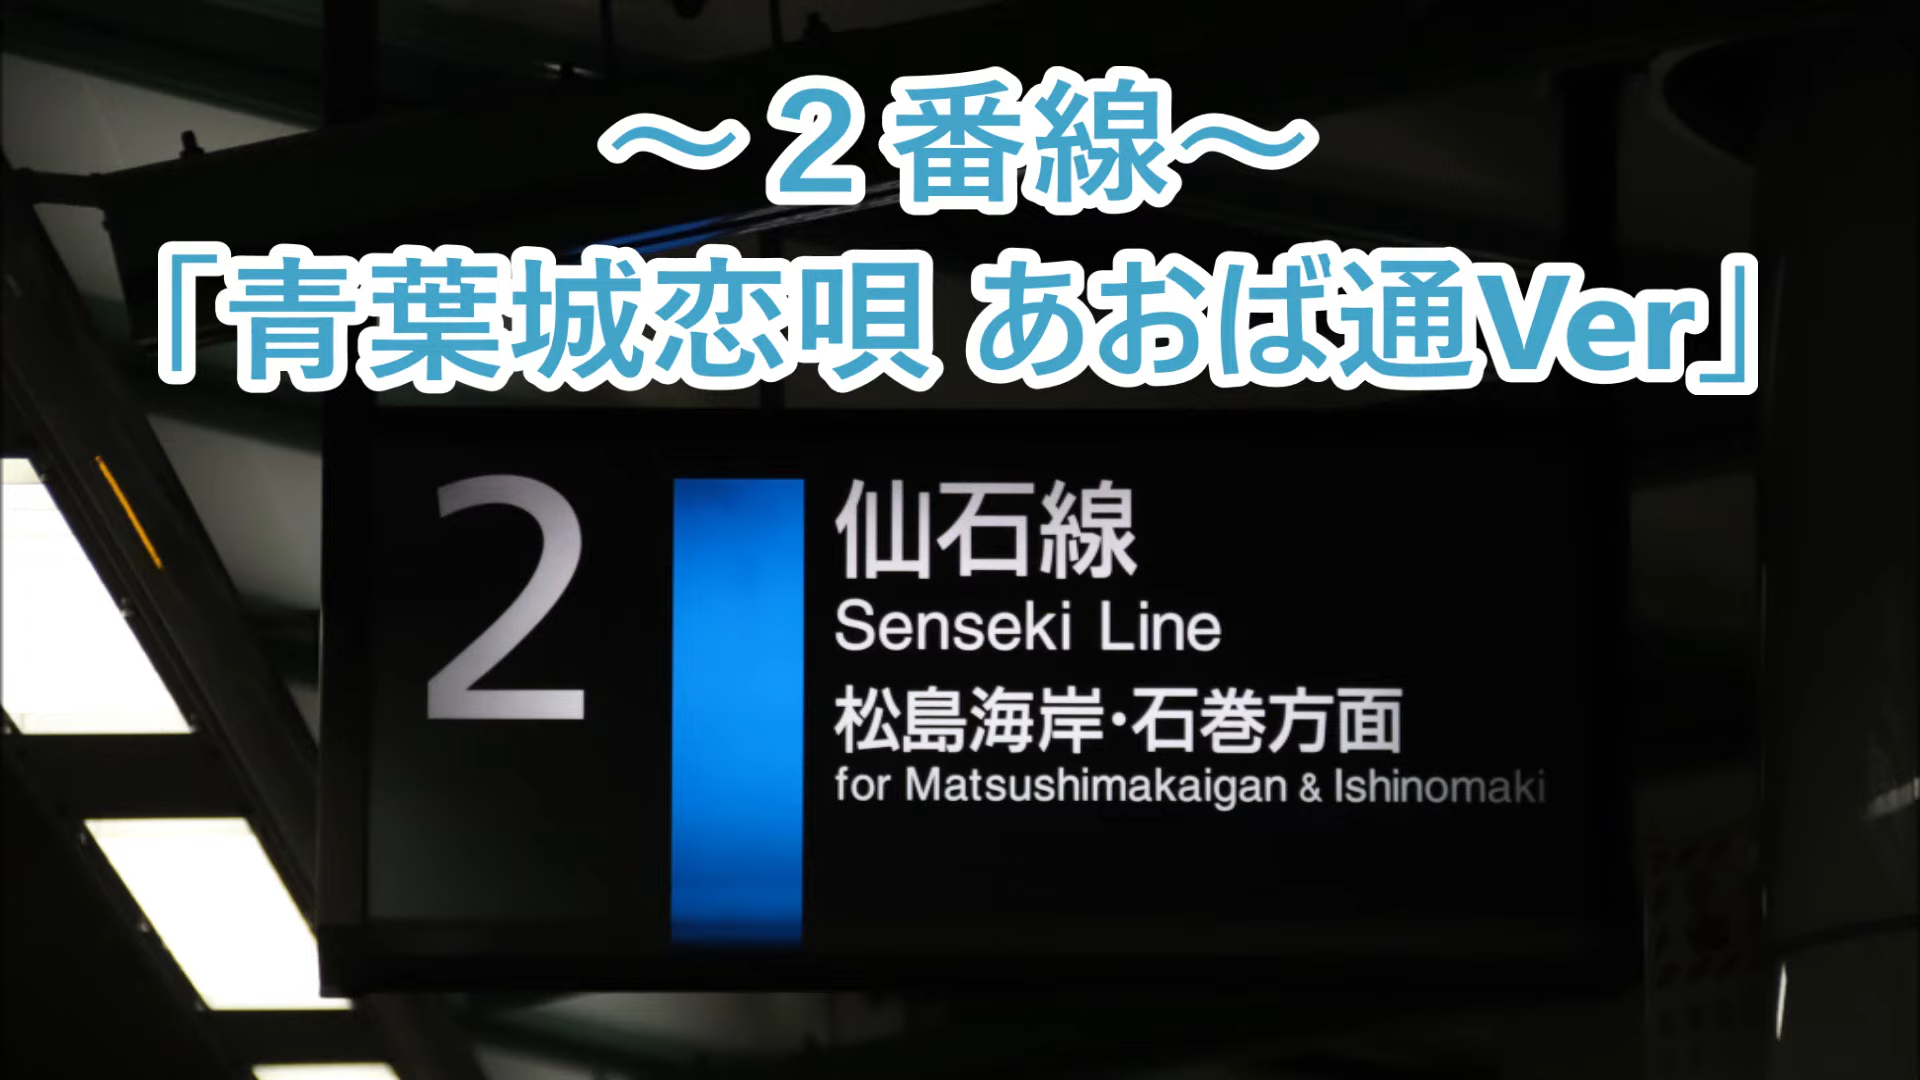 ～２番線～
「青葉城恋唄 あおば通Ver」
2
仙石線
Senseki Line
松島海岸・石巻方面
for Matsushimakaigan & Ishinomaki